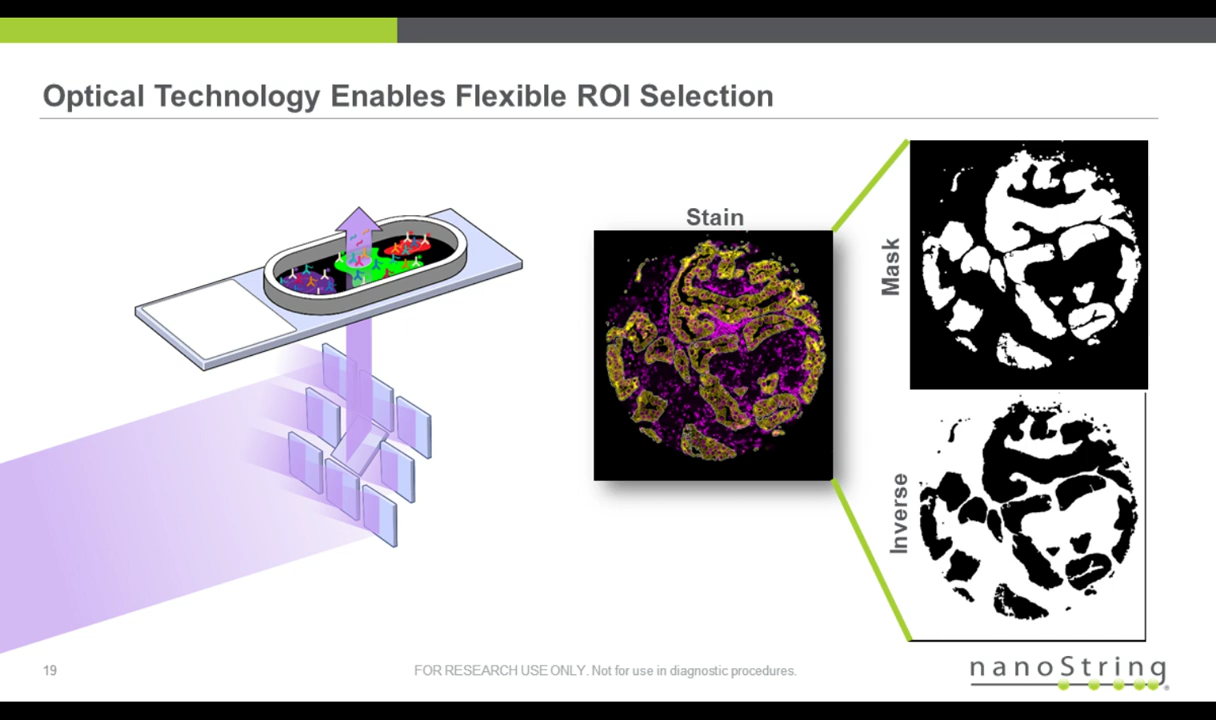 Optical Technology Enables Flexible ROI Selection
Stain
Mask
Inverse
19
FOR RESEARCH USE ONLY. Not for use in diagnostic procedures.
nanoString®